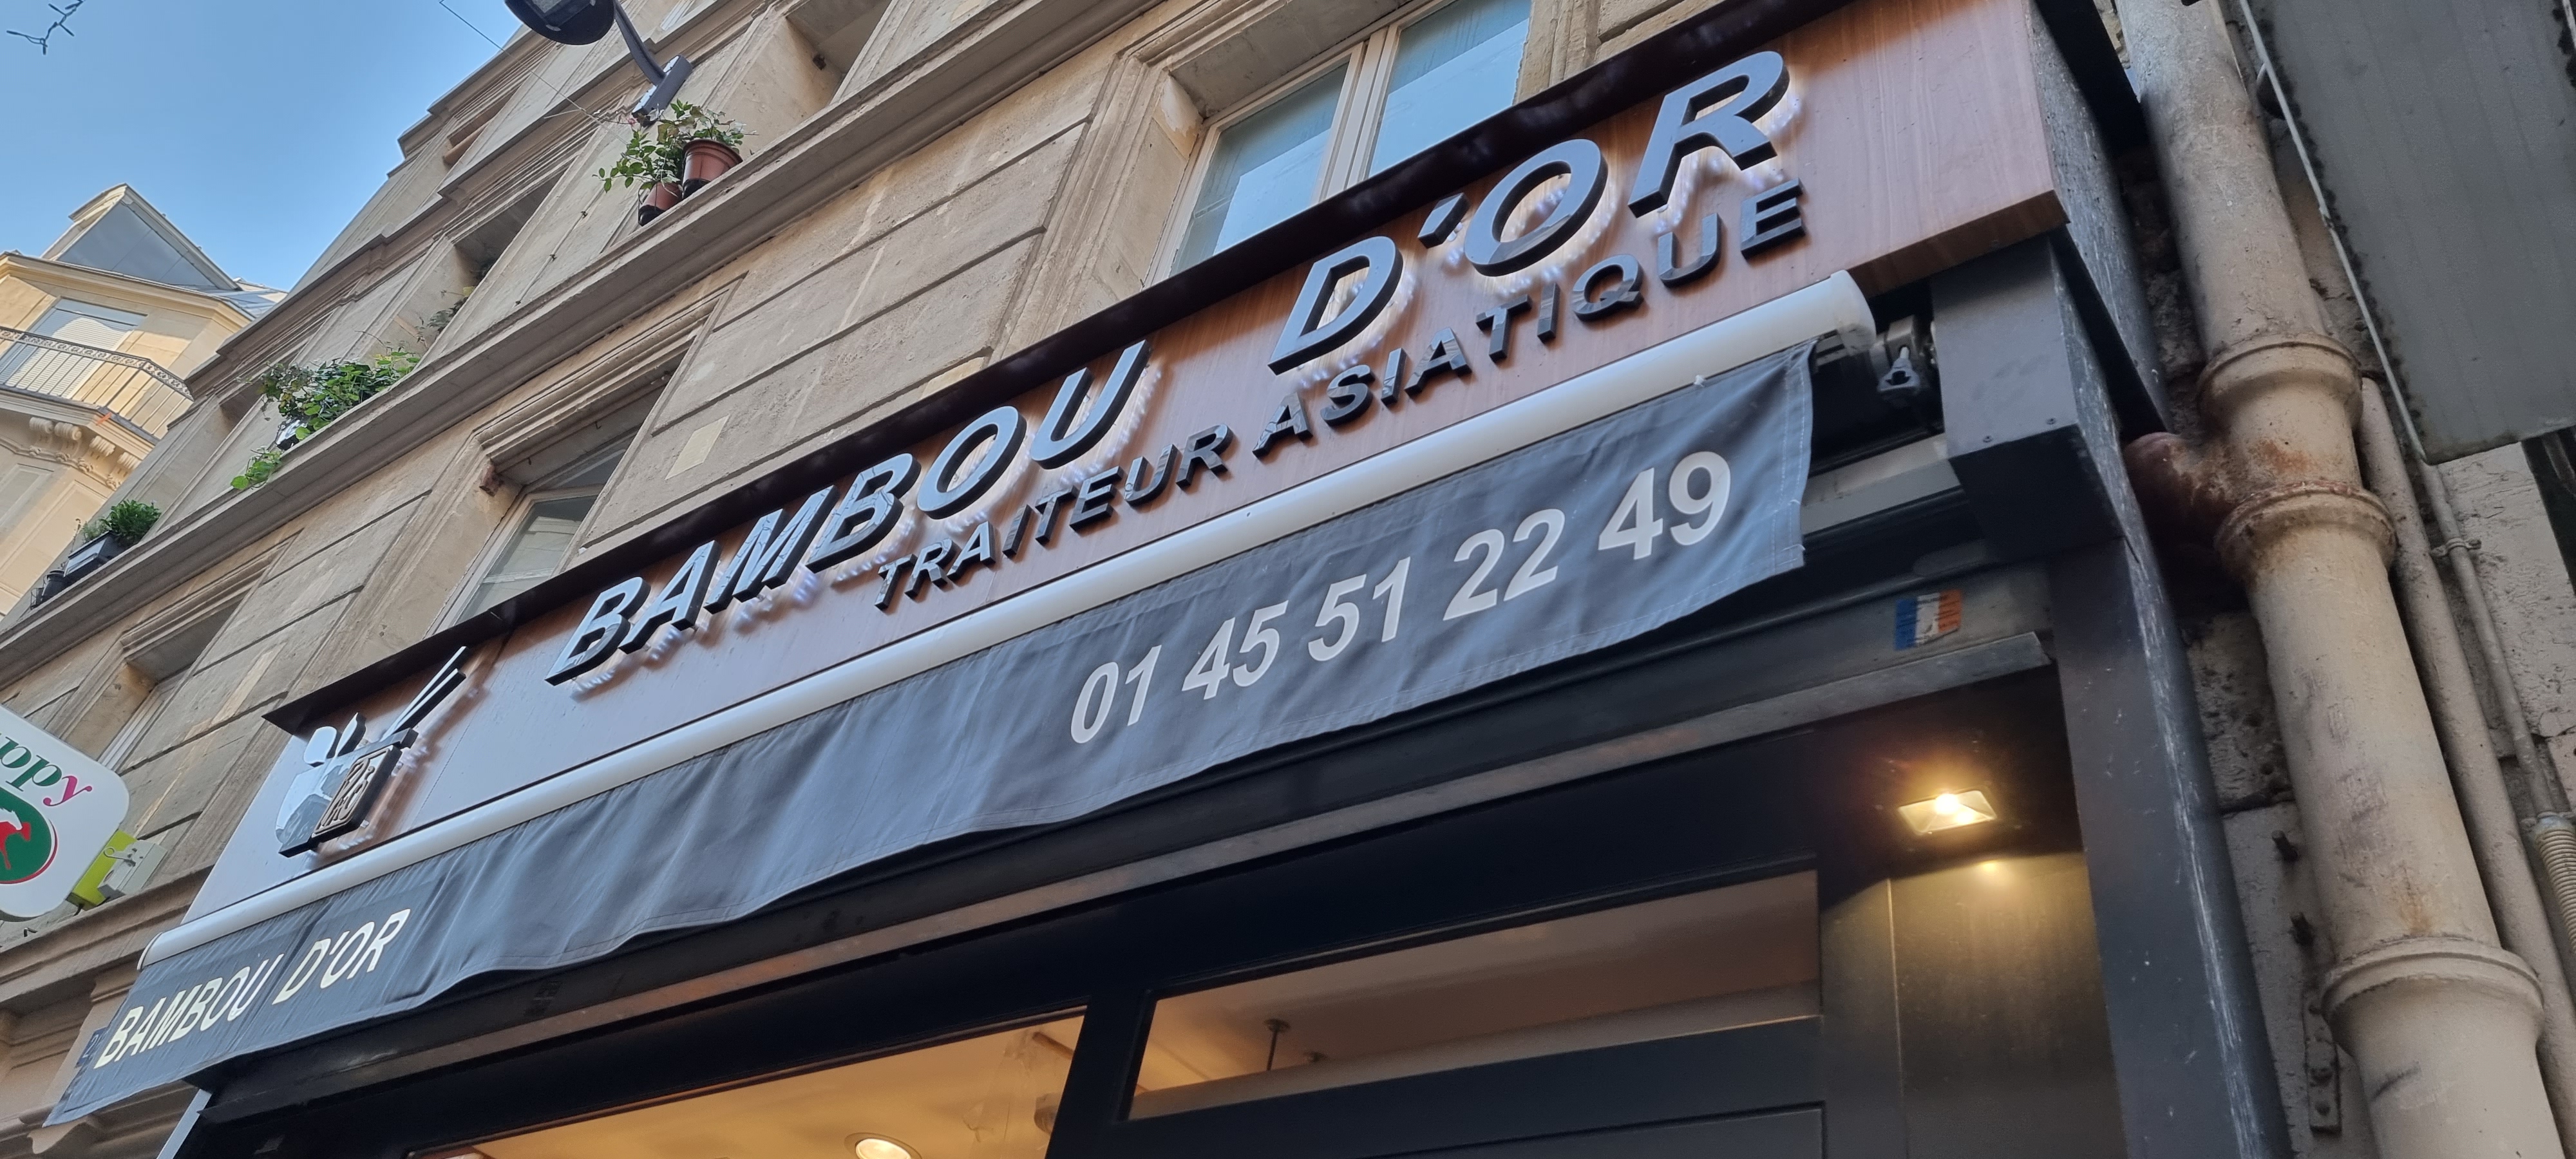 BAMBOU D'OR
TRAITEUR ASIATIQUE
01 45 51 22 49
BAMBOU D'OR